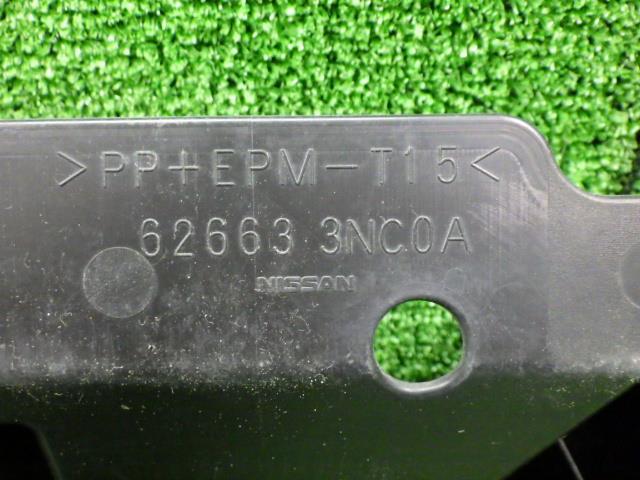 >PP+EPM-T15<
62663 3NC0A
NISSAN